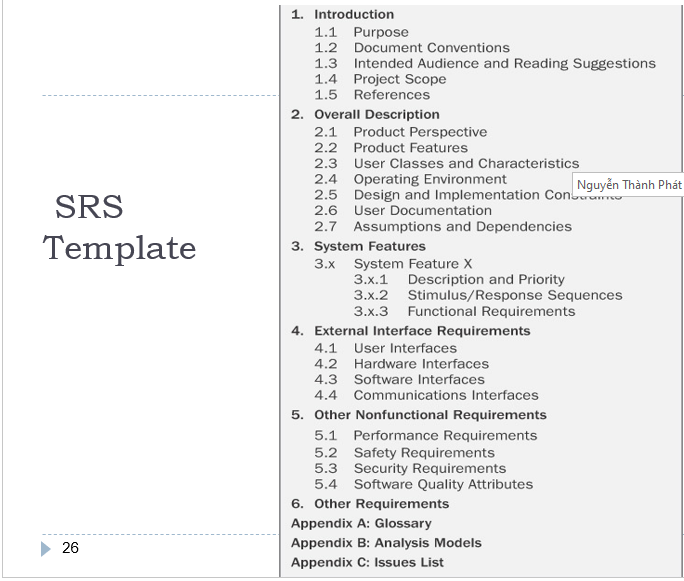 SRS
Template
1. Introduction
1.1 Purpose
1.2 Document Conventions
1.3 Intended Audience and Reading Suggestions
1.4 Project Scope
1.5 References
2. Overall Description
2.1 Product Perspective
2.2 Product Features
2.3 User Classes and Characteristics
2.4 Operating Environment
Nguyễn Thành Phát
2.5 Design and Implementation Constraints
2.6 User Documentation
2.7 Assumptions and Dependencies
3. System Features
3.x System Feature X
3.x.1 Description and Priority
3.x.2 Stimulus/Response Sequences
3.x.3 Functional Requirements
4. External Interface Requirements
4.1 User Interfaces
4.2 Hardware Interfaces
4.3 Software Interfaces
4.4 Communications Interfaces
5. Other Nonfunctional Requirements
5.1 Performance Requirements
5.2 Safety Requirements
5.3 Security Requirements
5.4 Software Quality Attributes
6. Other Requirements
Appendix A: Glossary
Appendix B: Analysis Models
Appendix C: Issues List
26